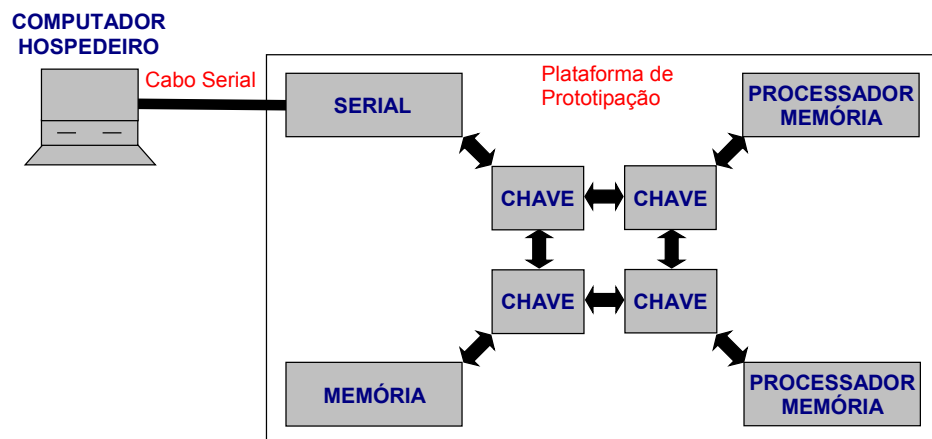 COMPUTADOR
HOSPEDEIRO
Cabo Serial
SERIAL
Plataforma de
Prototipação
PROCESSADOR
MEMÓRIA
CHAVE
CHAVE
CHAVE
CHAVE
MEMÓRIA
PROCESSADOR
MEMÓRIA